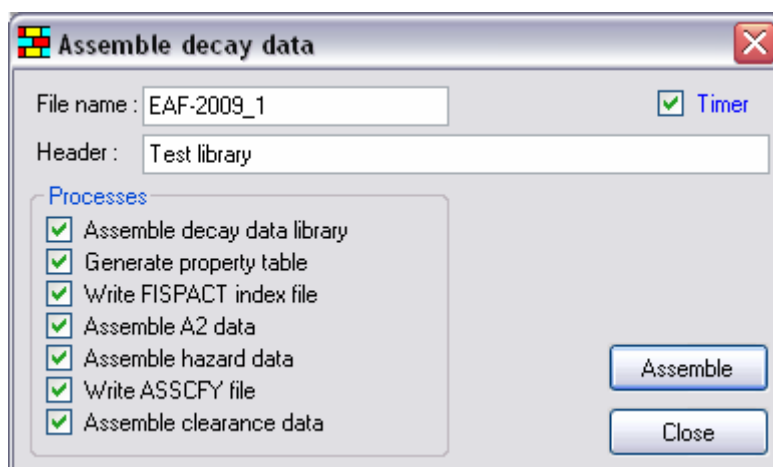 Assemble decay data
File name : EAF-2009_1
Timer
Header : Test library
Processes
Assemble decay data library
Generate property table
Write FISPACT index file
Assemble A2 data
Assemble hazard data
Write ASSCFY file
Assemble clearance data
Assemble
Close